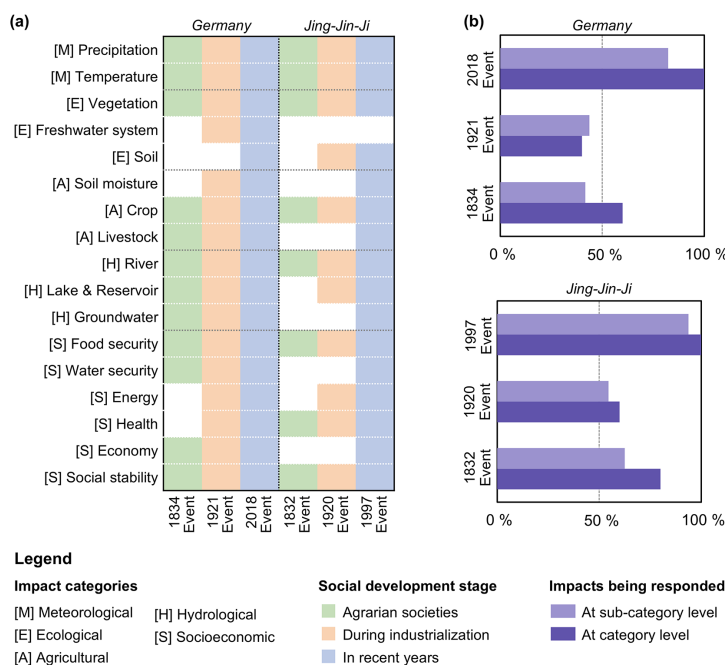 (a)
Germany
Jing-Jin-Ji
[M] Precipitation
[M] Temperature
[E] Vegetation
[E] Freshwater system
[E] Soil
[A] Soil moisture
[A] Crop
[A] Livestock
[H] River
[H] Lake & Reservoir
[H] Groundwater
[S] Food security
[S] Water security
[S] Energy
[S] Health
[S] Economy
[S] Social stability
1834
Event
1921
Event
2018
Event
1832
Event
1920
Event
1997
Event
(b)
Germany
2018
Event
1921
Event
1834
Event
0 %
50 %
100 %
Jing-Jin-Ji
1997
Event
1920
Event
1832
Event
0 %
50 %
100 %
Legend
Impact categories
[M] Meteorological
[E] Ecological
[A] Agricultural
[H] Hydrological
[S] Socioeconomic
Social development stage
Agrarian societies
During industrialization
In recent years
Impacts being responded
At sub-category level
At category level